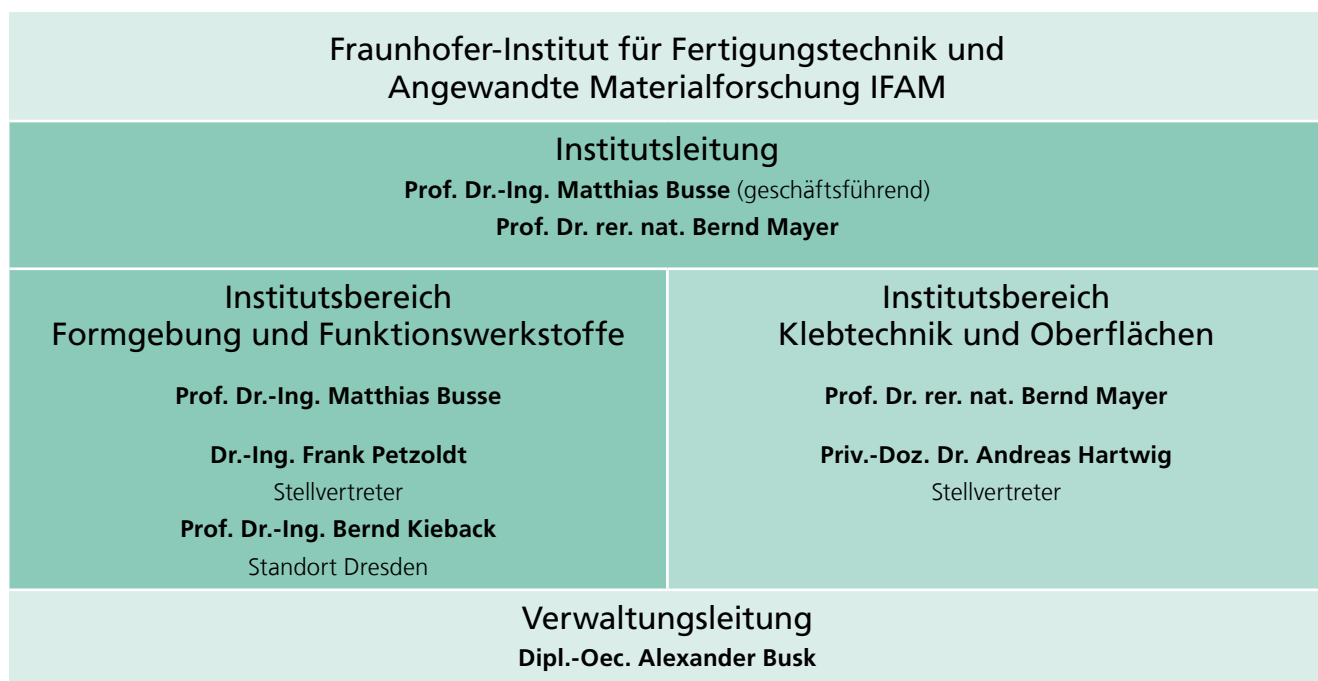 Fraunhofer-Institut für Fertigungstechnik und
Angewandte Materialforschung IFAM
Institutsleitung
Prof. Dr.-Ing. Matthias Busse (geschäftsführend)
Prof. Dr. rer. nat. Bernd Mayer
Institutsbereich
Formgebung und Funktionswerkstoffe
Prof. Dr.-Ing. Matthias Busse
Dr.-Ing. Frank Petzoldt
Stellvertreter
Prof. Dr.-Ing. Bernd Kieback
Standort Dresden
Institutsbereich
Klebtechnik und Oberflächen
Prof. Dr. rer. nat. Bernd Mayer
Priv.-Doz. Dr. Andreas Hartwig
Stellvertreter
Verwaltungsleitung
Dipl.-Oec. Alexander Busk